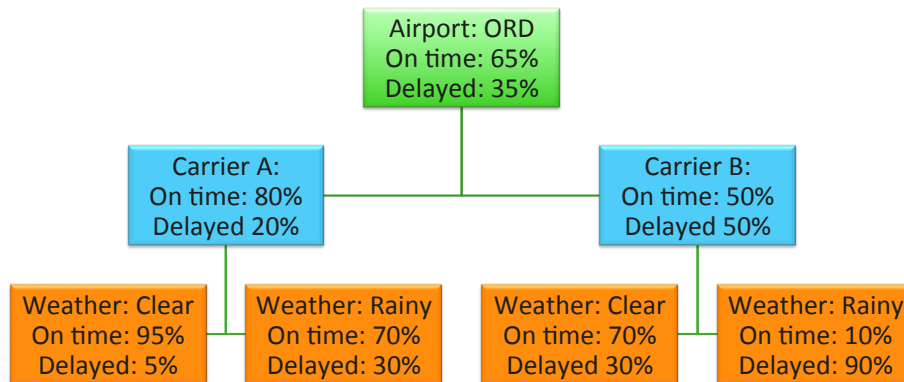 Airport: ORD
On time: 65%
Delayed: 35%
Carrier A:
On time: 80%
Delayed 20%
Carrier B:
On time: 50%
Delayed 50%
Weather: Clear
On time: 95%
Delayed: 5%
Weather: Rainy
On time: 70%
Delayed: 30%
Weather: Clear
On time: 70%
Delayed 30%
Weather: Rainy
On time: 10%
Delayed: 90%